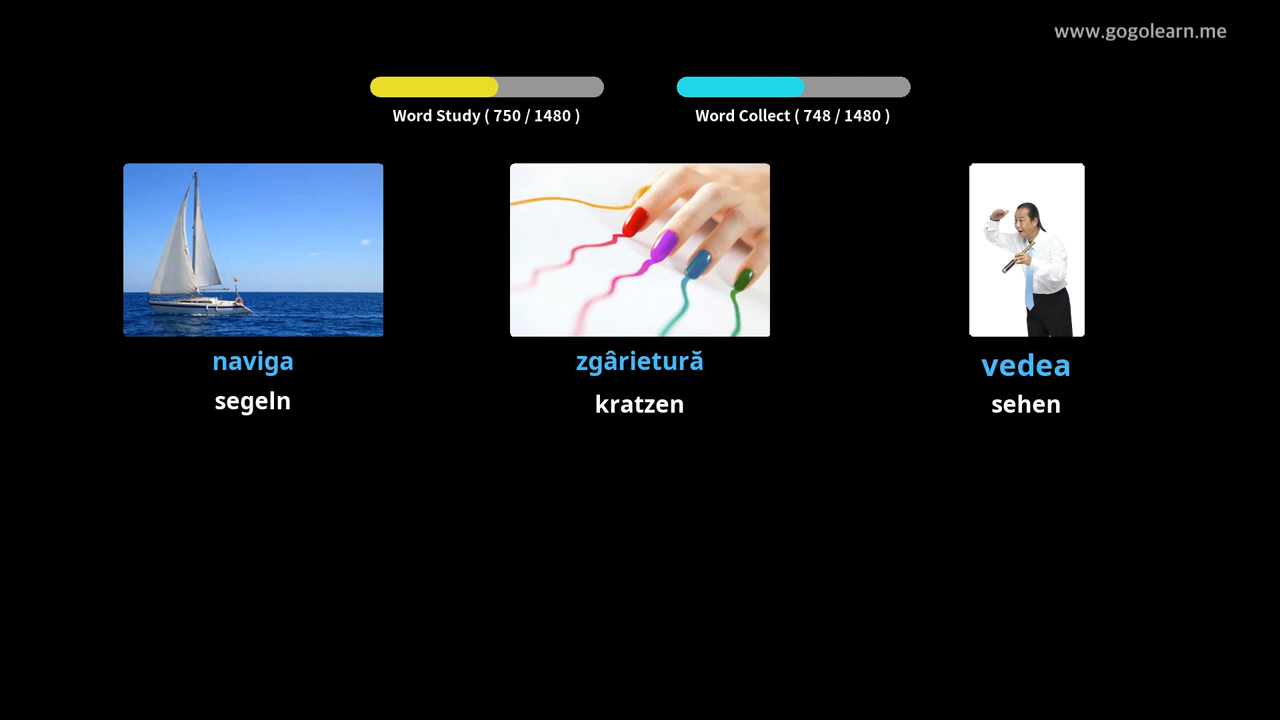 www.gogolearn.me
Word Study ( 750 / 1480 )
Word Collect ( 748 / 1480 )
naviga
segeln
zgârietură
kratzen
vedea
sehen